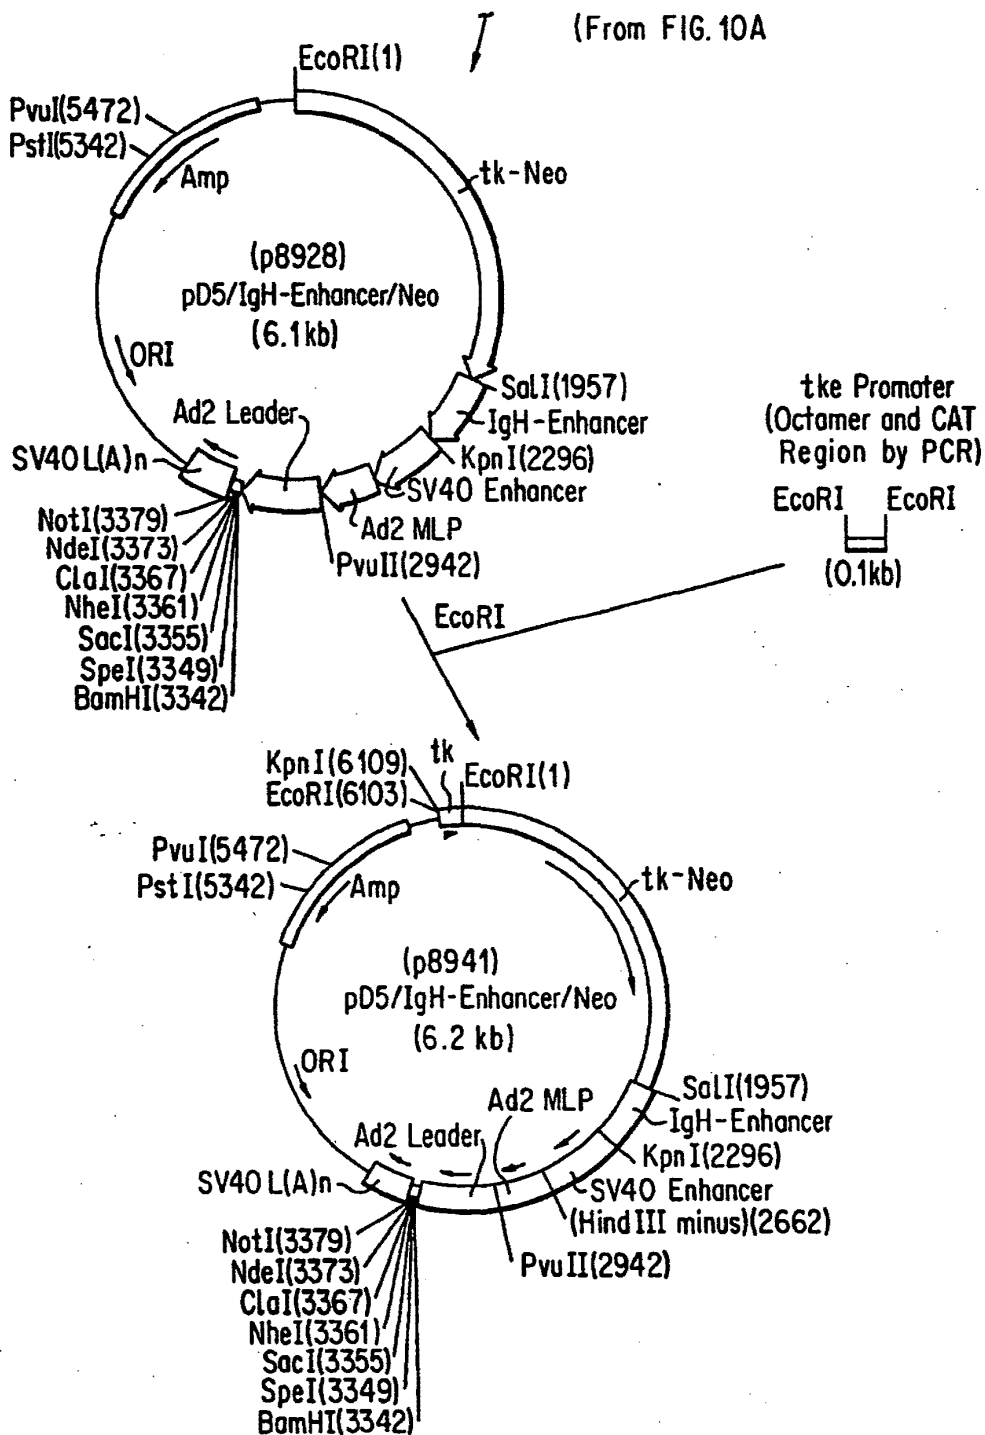 (From FIG. 10A
EcoRI(1)
PvuI(5472)
PstI(5342)
Amp
tk-Neo
(p8928)
pD5/IgH-Enhancer/Neo
(6.1kb)
ORI
SalI(1957)
IgH-Enhancer
KpnI(2296)
SV40 Enhancer
Ad2 Leader
Ad2 MLP
PvuII(2942)
SV40 L(A)n
NotI(3379)
NdeI(3373)
ClaI(3367)
NheI(3361)
SacI(3355)
SpeI(3349)
BamHI(3342)
tke Promoter
(Octamer and CAT
Region by PCR)
EcoRI EcoRI
(0.1kb)
EcoRI
KpnI(6109)
tk
EcoRI(6103)
EcoRI(1)
PvuI(5472)
PstI(5342)
Amp
tk-Neo
(p8941)
pD5/IgH-Enhancer/Neo
(6.2 kb)
ORI
SalI(1957)
IgH-Enhancer
KpnI(2296)
SV40 Enhancer
(Hind III minus)(2662)
Ad2 MLP
Ad2 Leader
PvuII(2942)
SV40 L(A)n
NotI(3379)
NdeI(3373)
ClaI(3367)
NheI(3361)
SacI(3355)
SpeI(3349)
BamHI(3342)